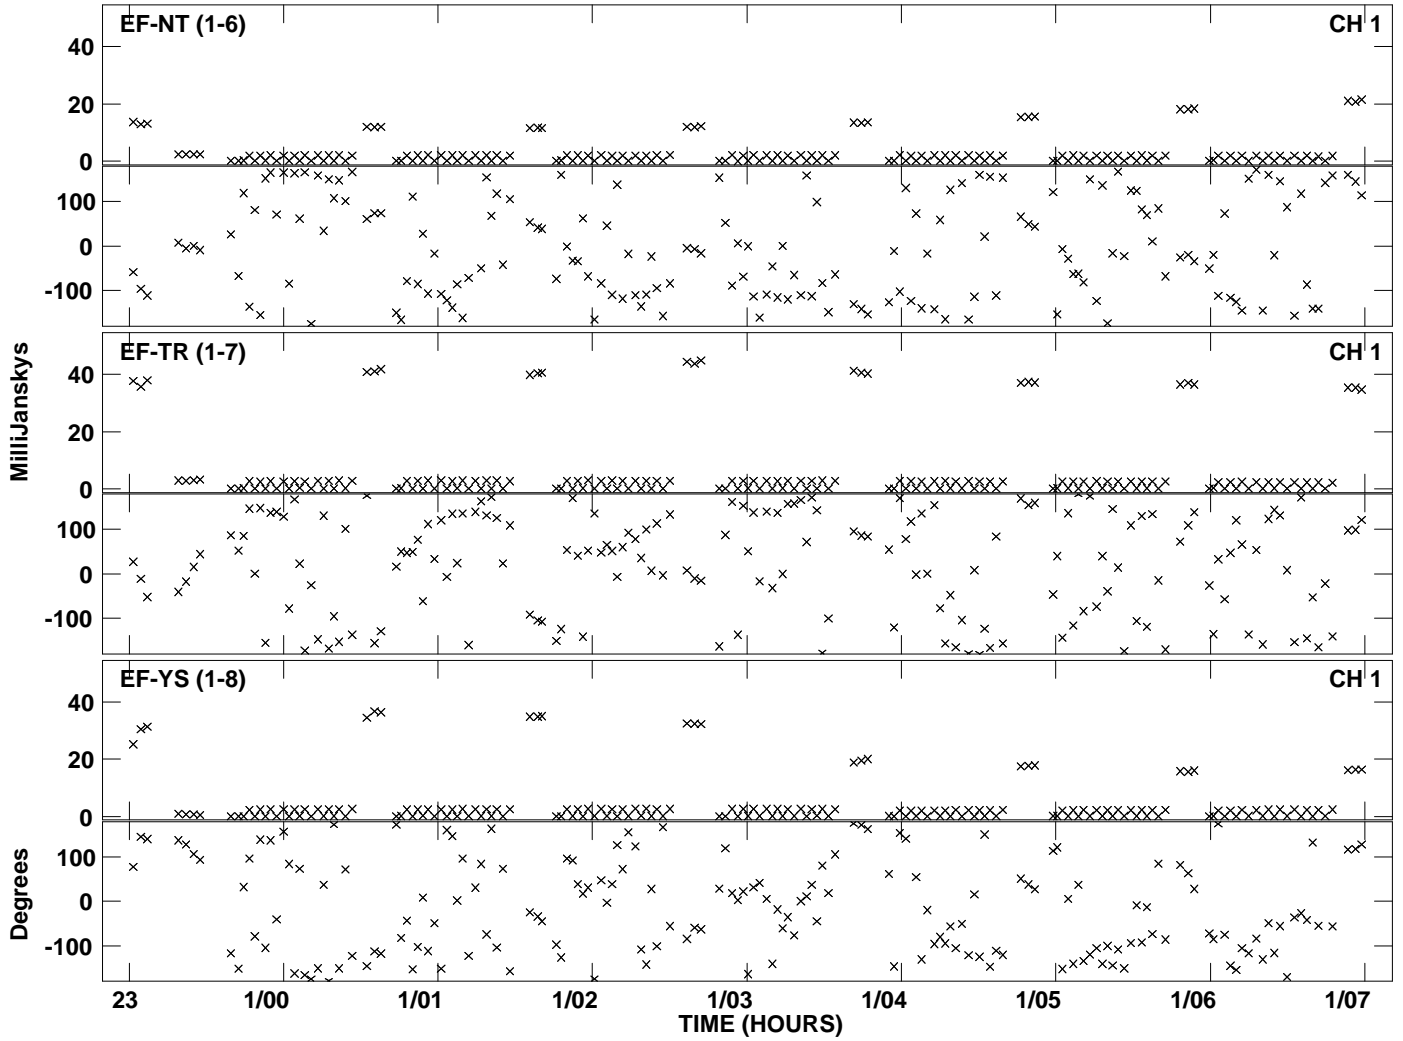 EF-NT (1-6) CH 1
40
20
0
100
0
-100
EF-TR (1-7) CH 1
40
20
0
100
0
-100
EF-YS (1-8) CH 1
40
20
0
100
0
-100
MilliJanskys
Degrees
23 1/00 1/01 1/02 1/03 1/04 1/05 1/06 1/07
TIME (HOURS)